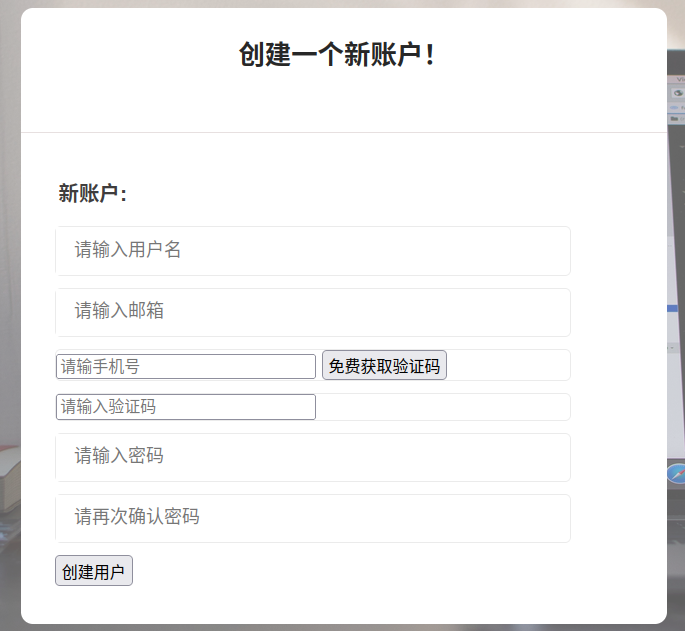 创建一个新账户!
新账户:
请输入用户名
请输入邮箱
请输手机号 免费获取验证码
请输入验证码
请输入密码
请再次确认密码
创建用户